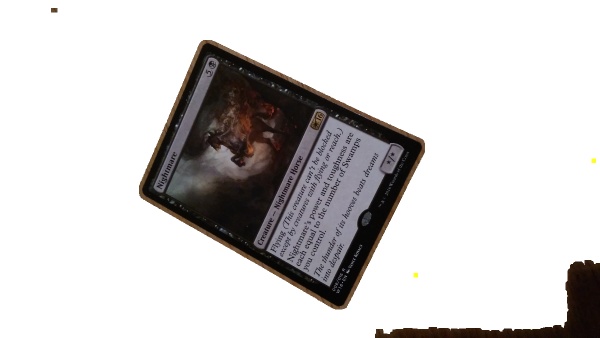 Nightmare
5
Creature — Nightmare Horse
Flying (This creature can't be blocked
except by creatures with flying or reach.)
Nightmare's power and toughness are
each equal to the number of Swamps
you control.
The thunder of its hooves beats dreams
into despair.
*/*